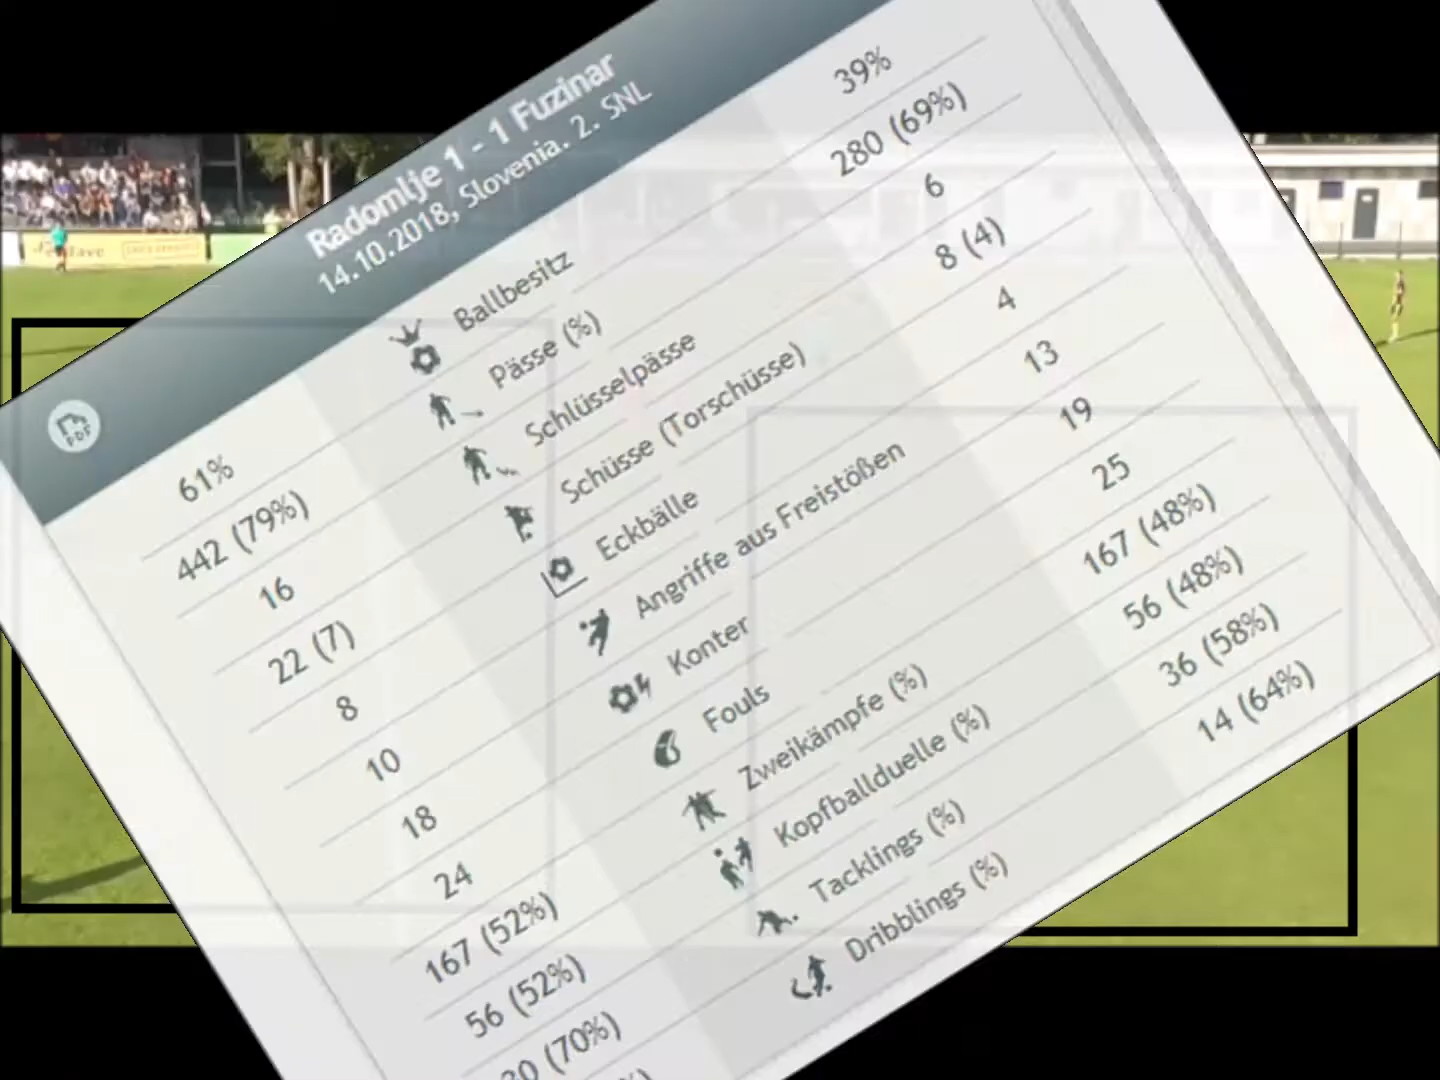 Radomlje 1 - 1 Fuzinar
14.10.2018, Slovenia. 2. SNL
PDF
61% Ballbesitz 39%
442 (79%) Pässe (%) 280 (69%)
16 Schlüsselpässe 6
22 (7) Schüsse (Torschüsse) 8 (4)
8 Eckbälle 4
10 Angriffe aus Freistößen 13
18 Konter 19
24 Fouls 25
167 (52%) Zweikämpfe (%) 167 (48%)
56 (52%) Kopfballduelle (%) 56 (48%)
(70%) Tacklings (%) 36 (58%)
Dribblings (%) 14 (64%)